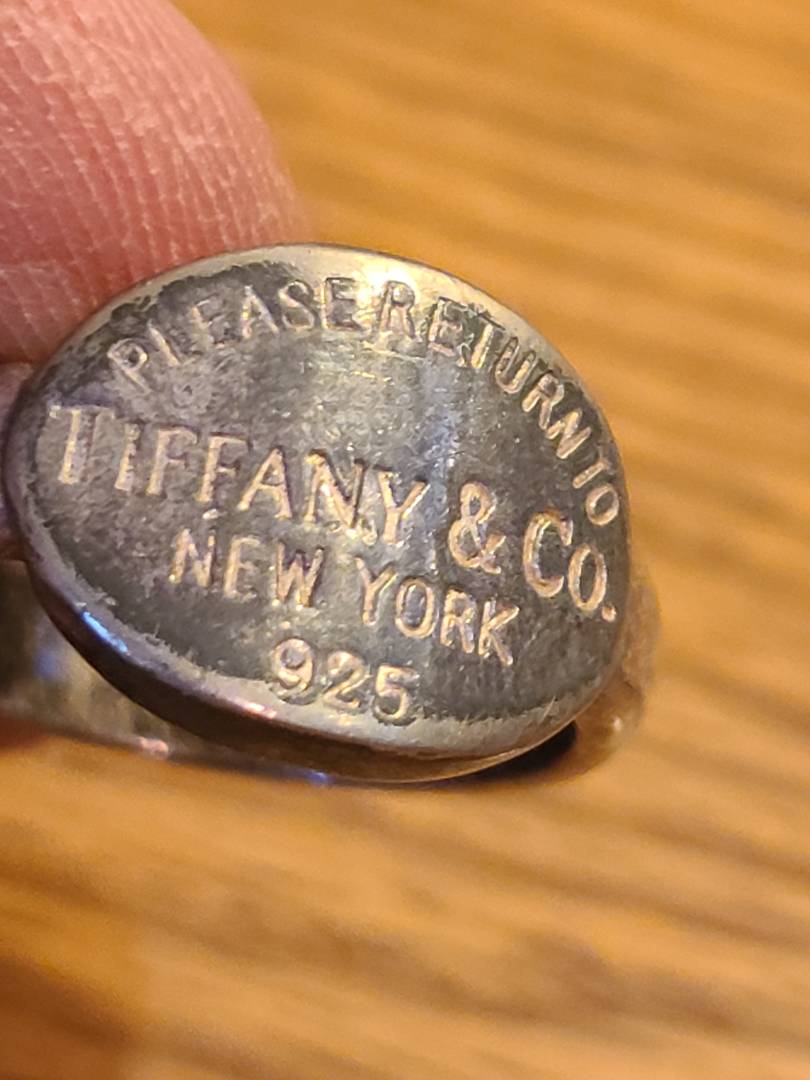 PLEASE RETURN TO
TIFFANY & CO.
NEW YORK
925